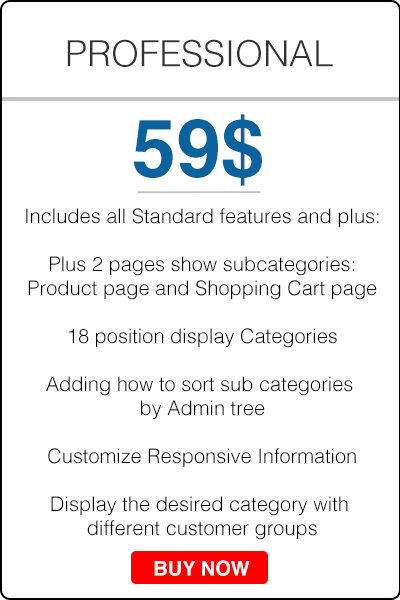 PROFESSIONAL
59$
Includes all Standard features and plus:
Plus 2 pages show subcategories:
Product page and Shopping Cart page
18 position display Categories
Adding how to sort sub categories
by Admin tree
Customize Responsive Information
Display the desired category with
different customer groups
BUY NOW